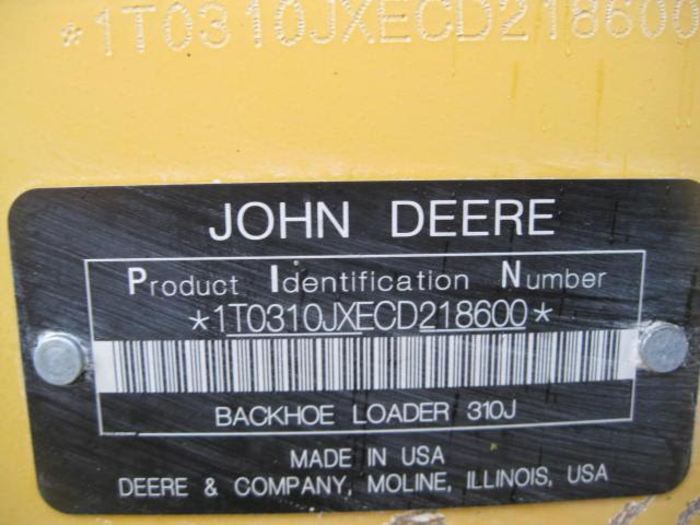 *1T0310JXECD218600
JOHN DEERE
Product Identification Number
*1T0310JXECD218600*
BACKHOE LOADER 310J
MADE IN USA
DEERE & COMPANY, MOLINE, ILLINOIS, USA